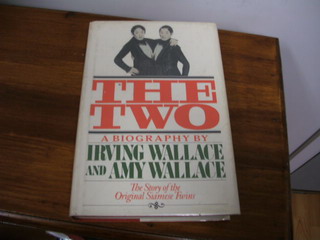 THE
TWO
A BIOGRAPHY BY
IRVING WALLACE
AND AMY WALLACE
The Story of the
Original Siamese Twins